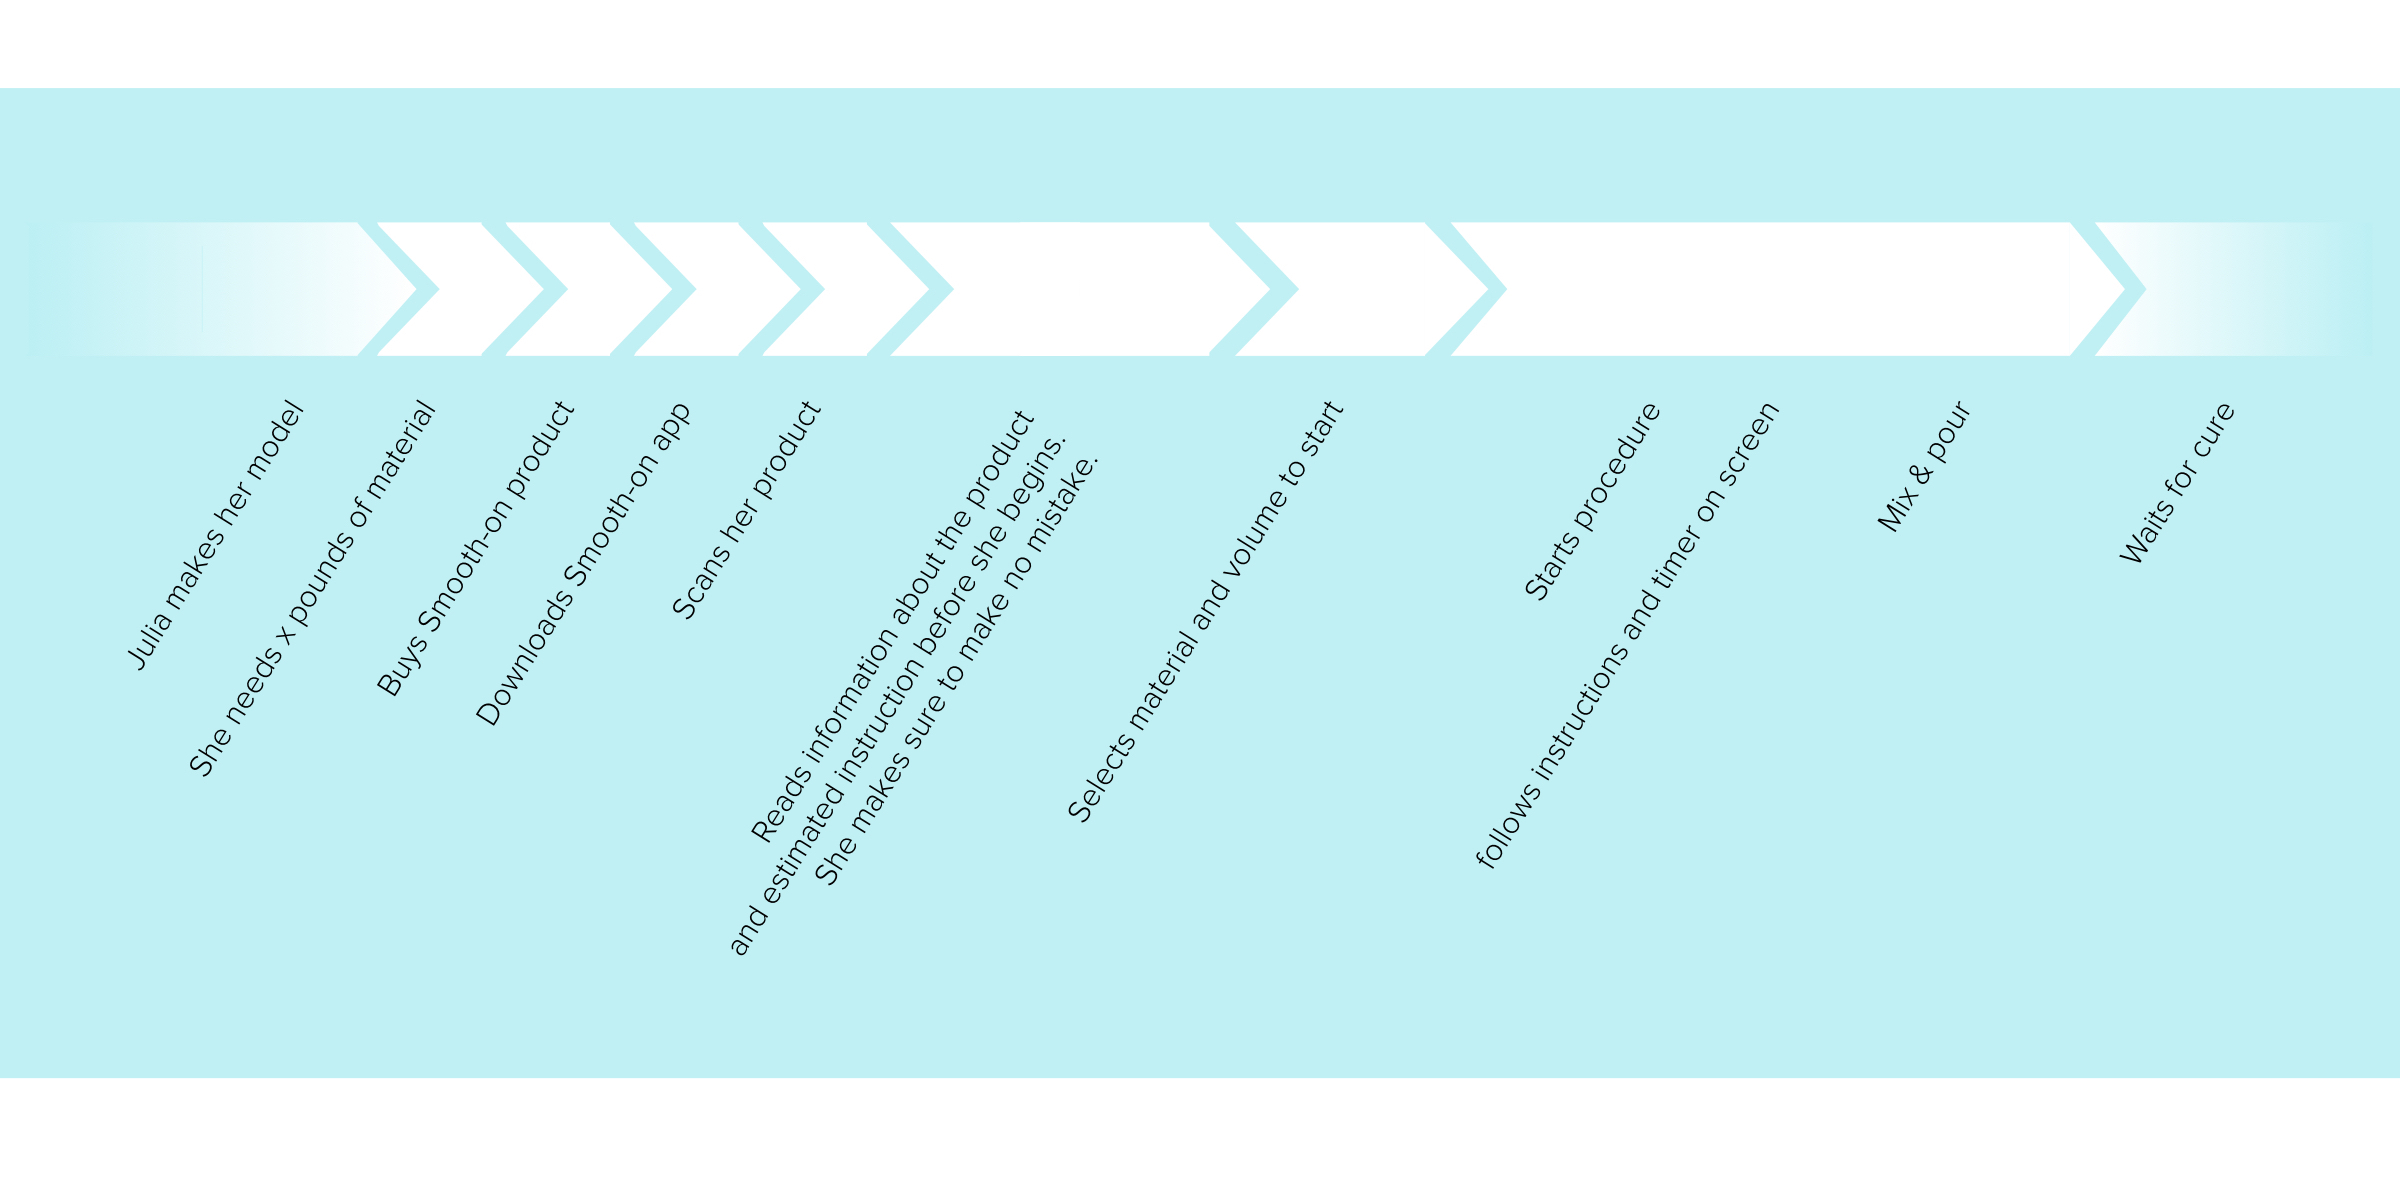 Julia makes her model
She needs x pounds of material
Buys Smooth-on product
Downloads Smooth-on app
Scans her product
Reads information about the product
and estimated instruction before she begins.
She makes sure to make no mistake.
Selects material and volume to start
Starts procedure
follows instructions and timer on screen
Mix & pour
Waits for cure